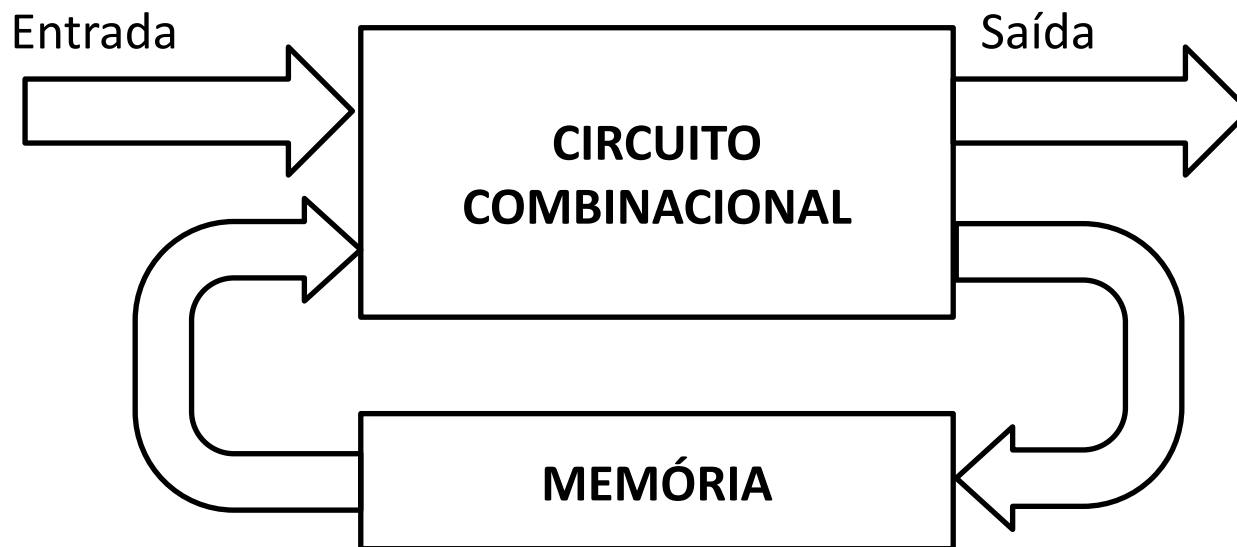 Entrada
Saída
CIRCUITO
COMBINACIONAL
MEMÓRIA